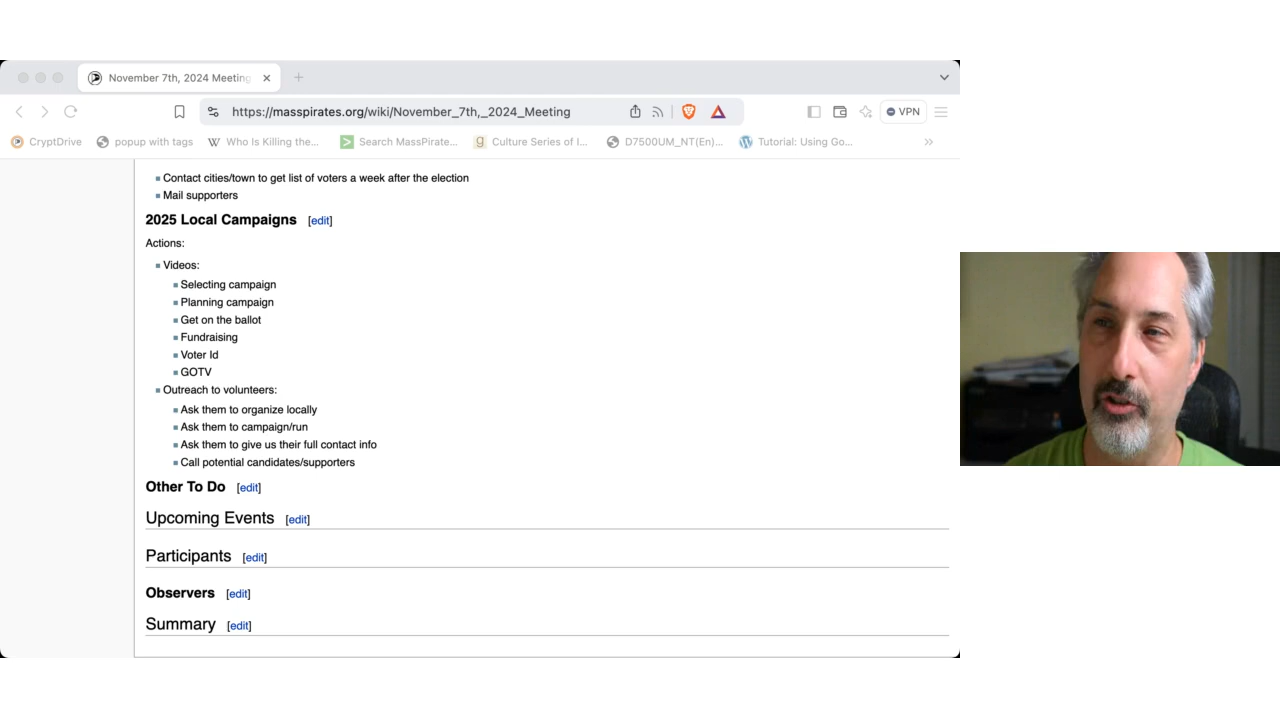 November 7th, 2024 Meeting
https://masspirates.org/wiki/November_7th,_2024_Meeting
VPN
CryptDrive
popup with tags
Who Is Killing the...
Search MassPirate...
Culture Series of I...
D7500UM_NT(En)...
Tutorial: Using Go...
Contact cities/town to get list of voters a week after the election
Mail supporters
2025 Local Campaigns [edit]
Actions:
Videos:
Selecting campaign
Planning campaign
Get on the ballot
Fundraising
Voter Id
GOTV
Outreach to volunteers:
Ask them to organize locally
Ask them to campaign/run
Ask them to give us their full contact info
Call potential candidates/supporters
Other To Do [edit]
Upcoming Events [edit]
Participants [edit]
Observers [edit]
Summary [edit]